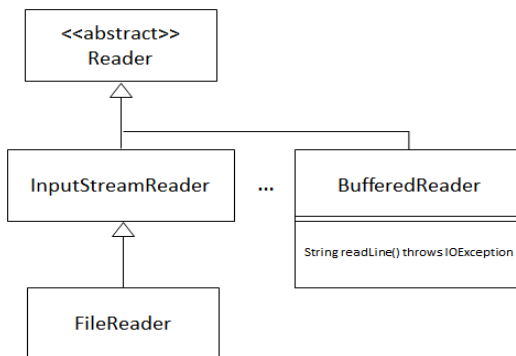 <<abstract>>
Reader
InputStreamReader
...
BufferedReader
String readLine() throws IOException
FileReader